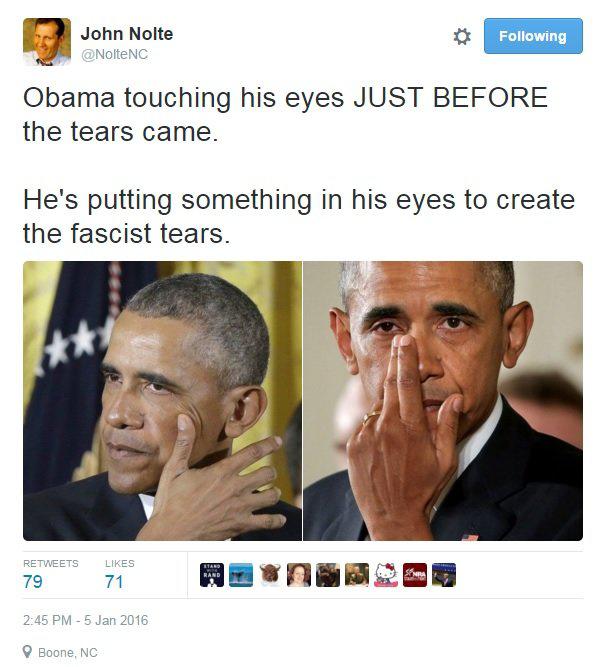 John Nolte
@NolteNC
Following
Obama touching his eyes JUST BEFORE
the tears came.
He's putting something in his eyes to create
the fascist tears.
RETWEETS
LIKES
79
71
STAND
WITH
RAND
NRA
2:45 PM - 5 Jan 2016
Boone, NC